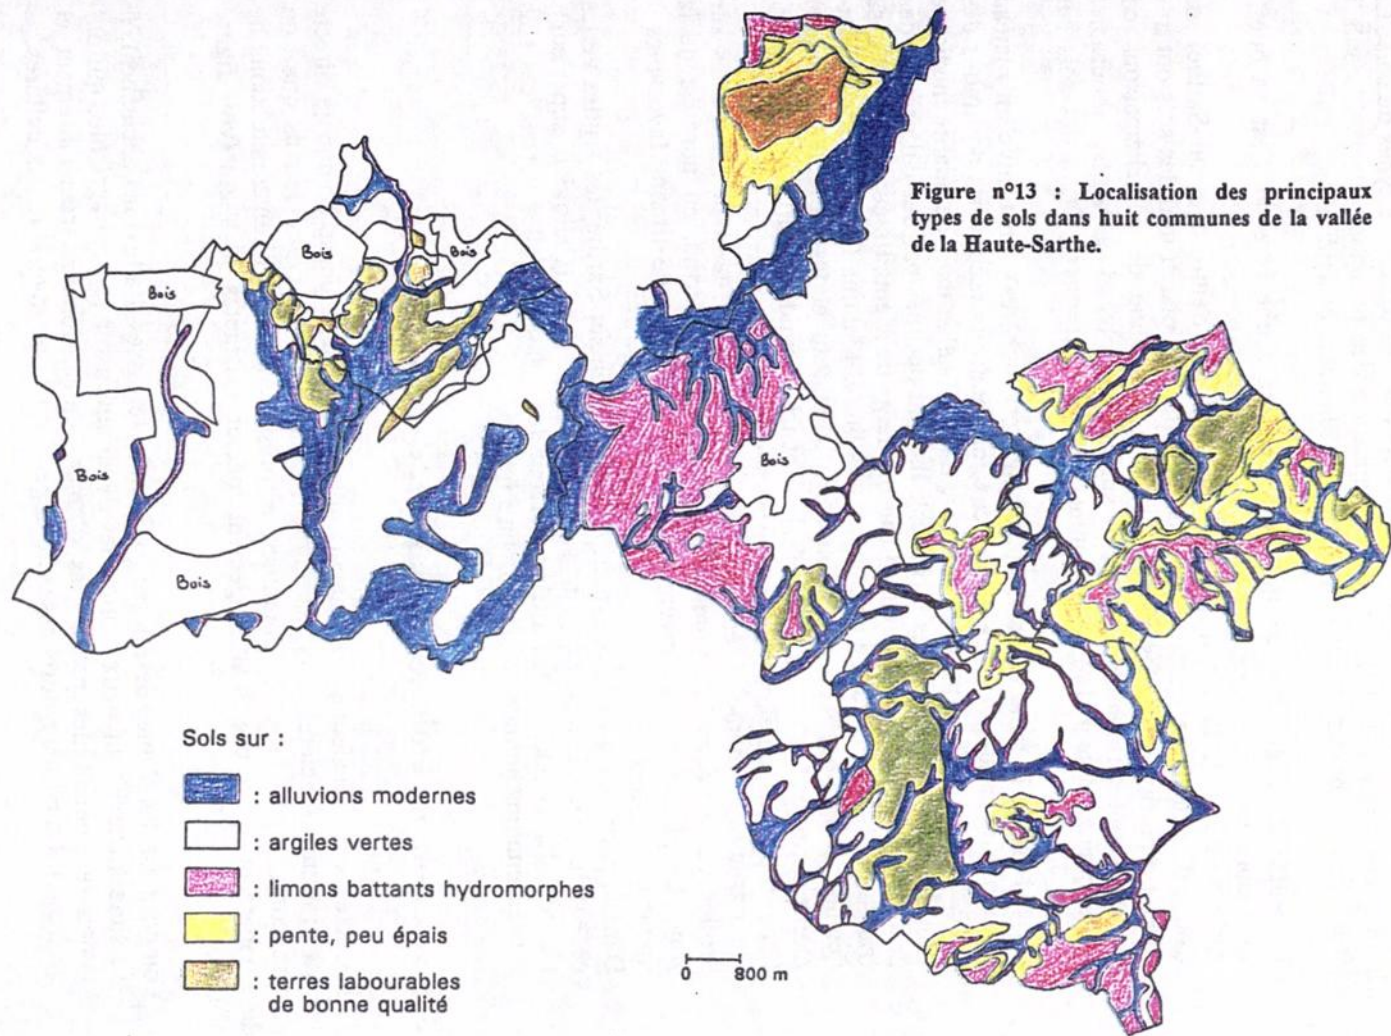 Figure n°13 : Localisation des principaux
types de sols dans huit communes de la vallée
de la Haute-Sarthe.
Bois
Bois
Bois
Bois
Bois
Bois
Sols sur :
: alluvions modernes
: argiles vertes
: limons battants hydromorphes
: pente, peu épais
: terres labourables
de bonne qualité
0 800 m